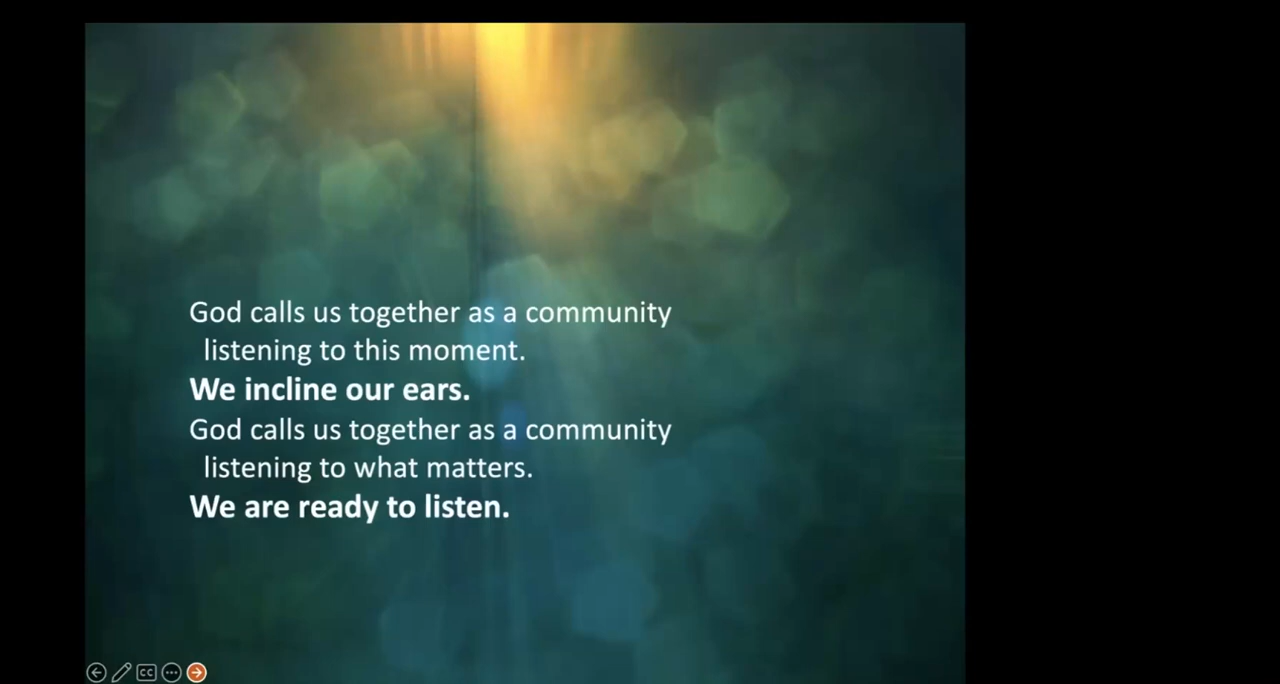 God calls us together as a community
listening to this moment.
We incline our ears.
God calls us together as a community
listening to what matters.
We are ready to listen.
CC